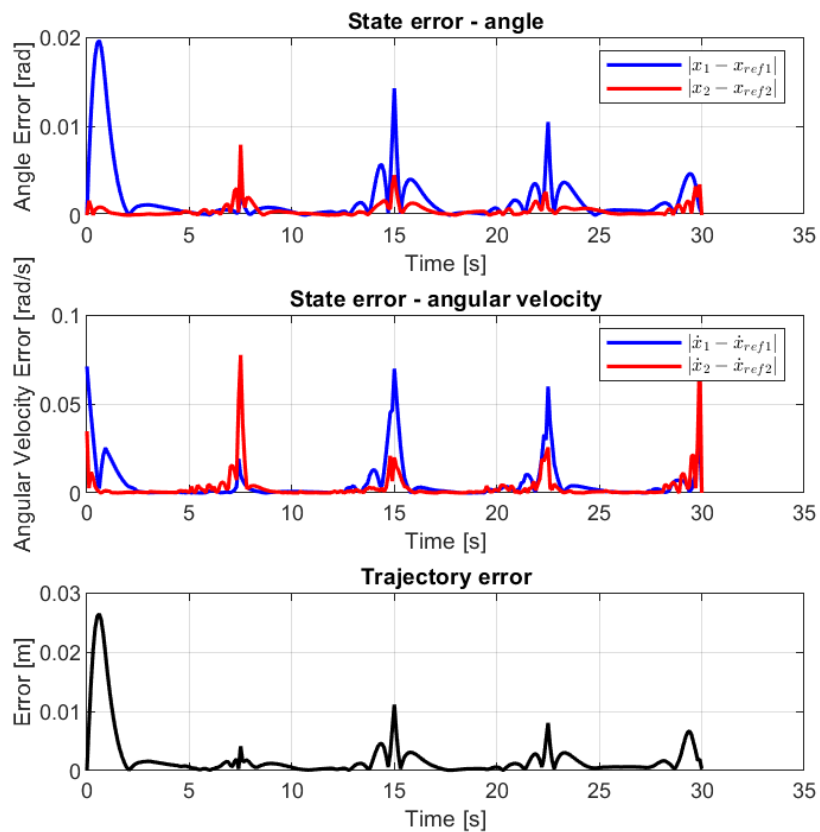 State error - angle
0.02
0.01
0
Angle Error [rad]
|x₁ − x_ref1|
|x₂ − x_ref2|
0 5 10 15 20 25 30 35
Time [s]
State error - angular velocity
0.1
0.05
0
Angular Velocity Error [rad/s]
|ẋ₁ − ẋ_ref1|
|ẋ₂ − ẋ_ref2|
0 5 10 15 20 25 30 35
Time [s]
Trajectory error
0.03
0.02
0.01
0
Error [m]
0 5 10 15 20 25 30 35
Time [s]